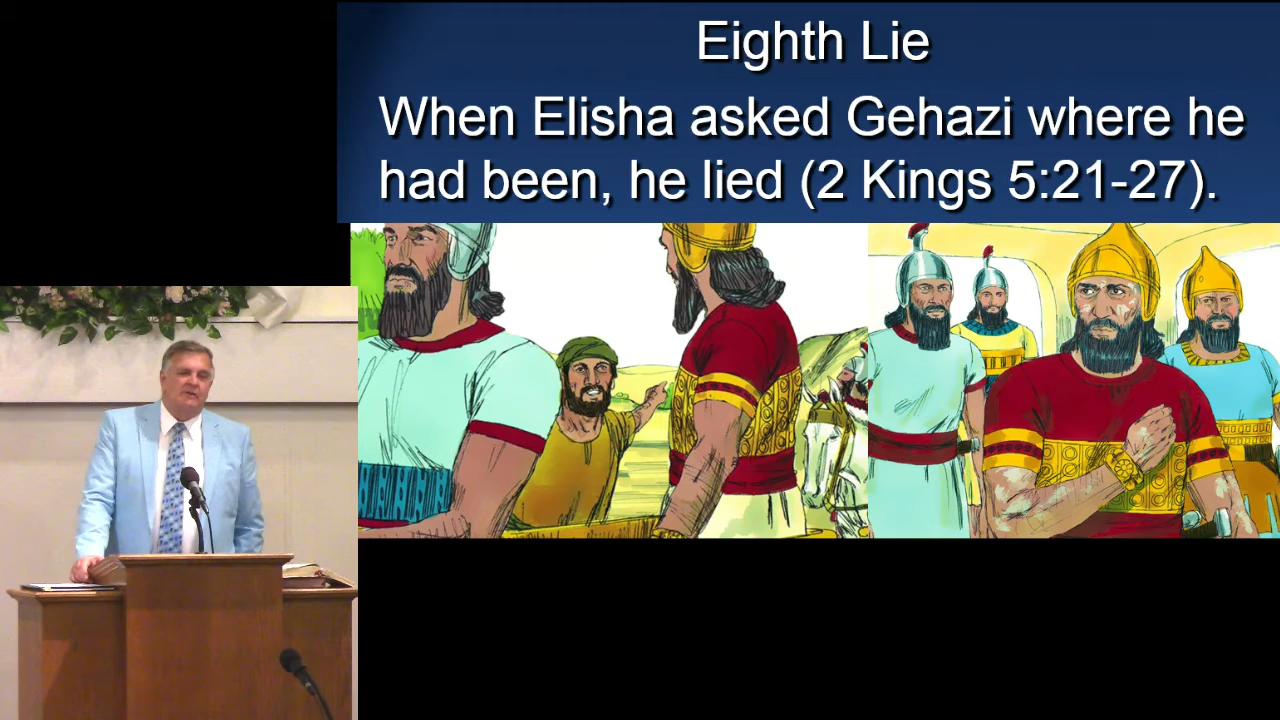 Eighth Lie
When Elisha asked Gehazi where he
had been, he lied (2 Kings 5:21-27).